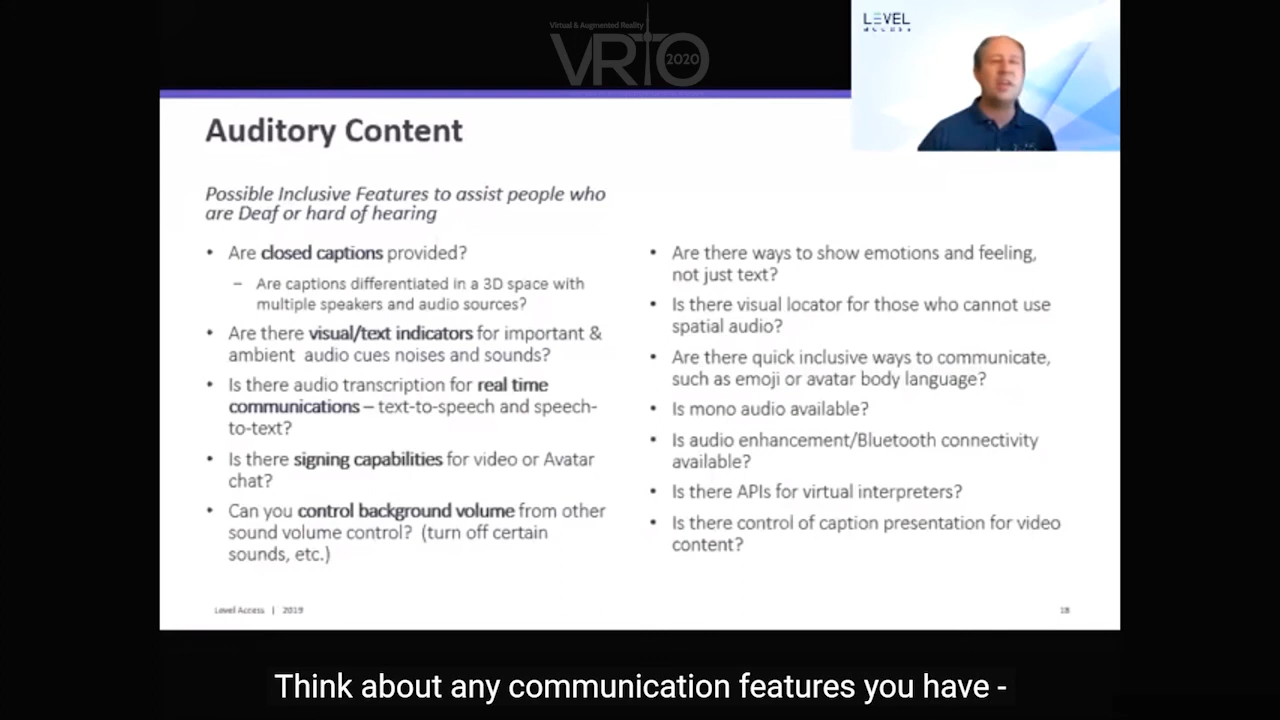 Virtual & Augmented Reality
VRTO
2020
LEVEL
Auditory Content
Possible Inclusive Features to assist people who
are Deaf or hard of hearing
• Are closed captions provided?
– Are captions differentiated in a 3D space with
multiple speakers and audio sources?
• Are there visual/text indicators for important &
ambient audio cues noises and sounds?
• Is there audio transcription for real time
communications – text-to-speech and speech-
to-text?
• Is there signing capabilities for video or Avatar
chat?
• Can you control background volume from other
sound volume control? (turn off certain
sounds, etc.)
• Are there ways to show emotions and feeling,
not just text?
• Is there visual locator for those who cannot use
spatial audio?
• Are there quick inclusive ways to communicate,
such as emoji or avatar body language?
• Is mono audio available?
• Is audio enhancement/Bluetooth connectivity
available?
• Is there APIs for virtual interpreters?
• Is there control of caption presentation for video
content?
Level Access | 2019
18
Think about any communication features you have -